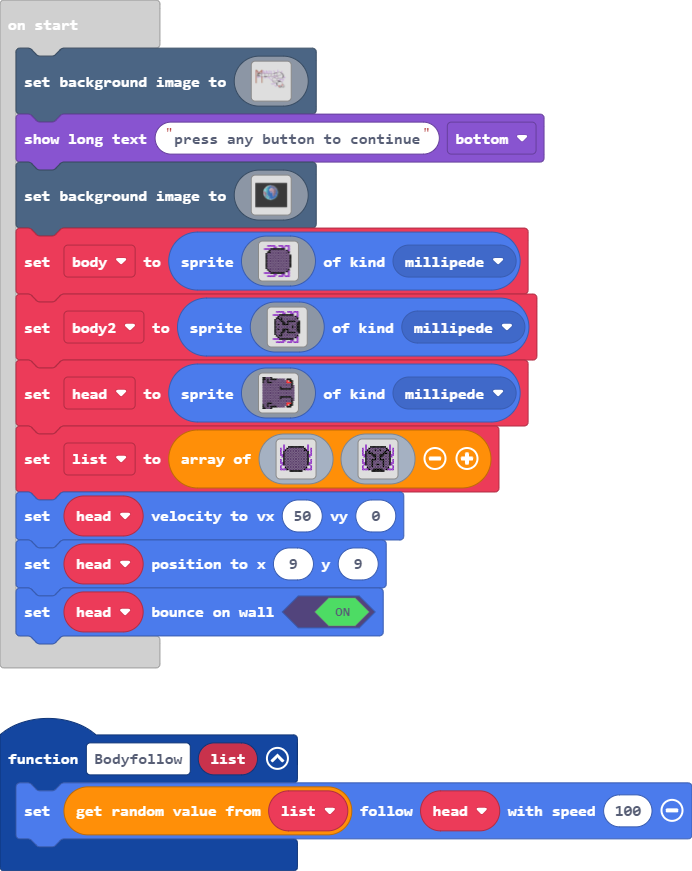 on start
set background image to
show long text "press any button to continue" bottom
set background image to
set body to sprite of kind millipede
set body2 to sprite of kind millipede
set head to sprite of kind millipede
set list to array of
set head velocity to vx 50 vy 0
set head position to x 9 y 9
set head bounce on wall ON
function Bodyfollow list
set get random value from list follow head with speed 100